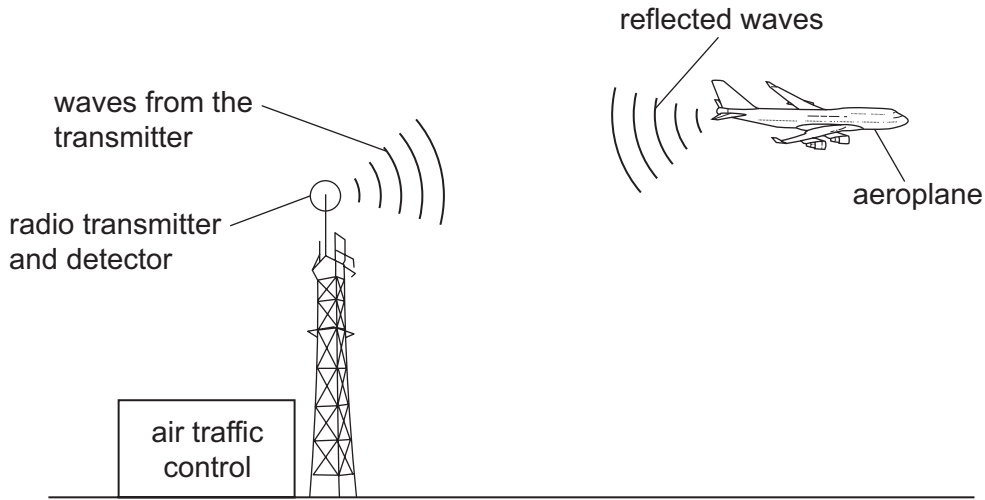 reflected waves
waves from the
transmitter
aeroplane
radio transmitter
and detector
air traffic
control